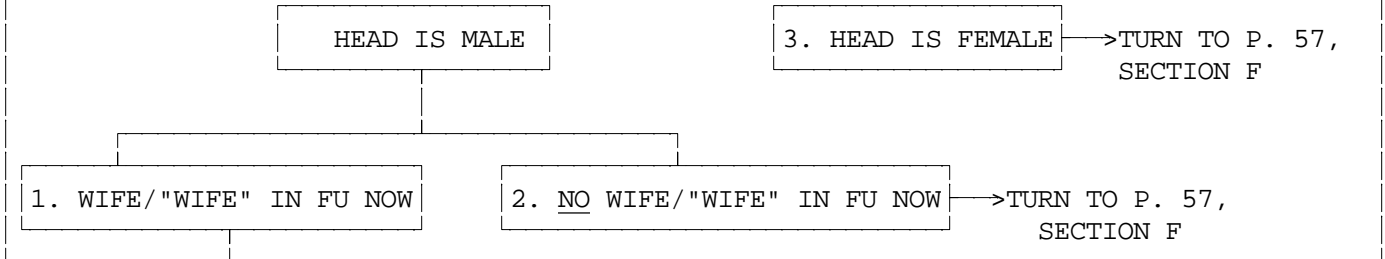 HEAD IS MALE 3. HEAD IS FEMALE >TURN TO P. 57,
SECTION F
1. WIFE/"WIFE" IN FU NOW 2. NO WIFE/"WIFE" IN FU NOW >TURN TO P. 57,
SECTION F